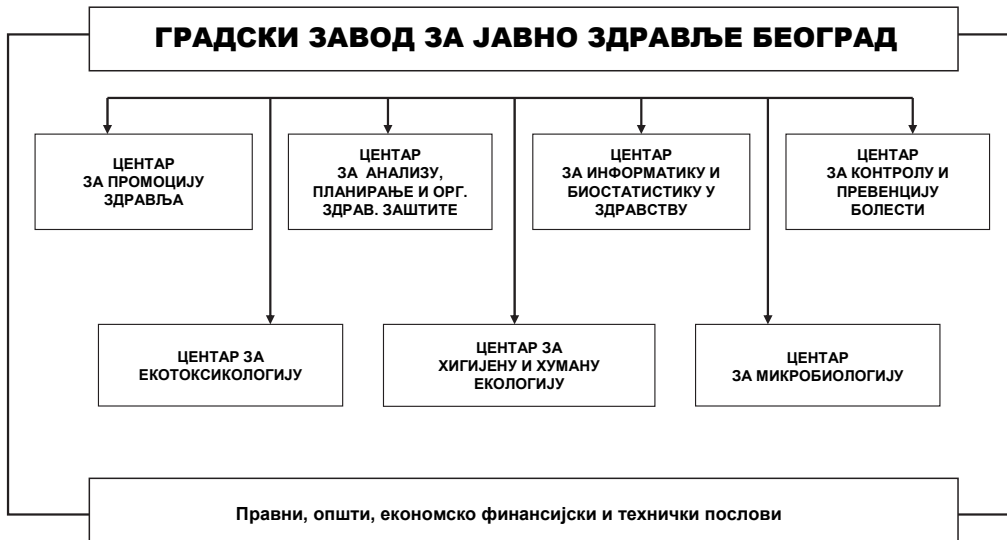 ГРАДСКИ ЗАВОД ЗА ЈАВНО ЗДРАВЉЕ БЕОГРАД
ЦЕНТАР
ЗА ПРОМОЦИЈУ
ЗДРАВЉА
ЦЕНТАР
ЗА АНАЛИЗУ,
ПЛАНИРАЊЕ И ОРГ.
ЗДРАВ. ЗАШТИТЕ
ЦЕНТАР
ЗА ИНФОРМАТИКУ И
БИОСТАТИСТИКУ У
ЗДРАВСТВУ
ЦЕНТАР
ЗА КОНТРОЛУ И
ПРЕВЕНЦИЈУ
БОЛЕСТИ
ЦЕНТАР ЗА
ЕКОТОКСИКОЛОГИЈУ
ЦЕНТАР ЗА
ХИГИЈЕНУ И ХУМАНУ
ЕКОЛОГИЈУ
ЦЕНТАР
ЗА МИКРОБИОЛОГИЈУ
Правни, општи, економско финансијски и технички послови